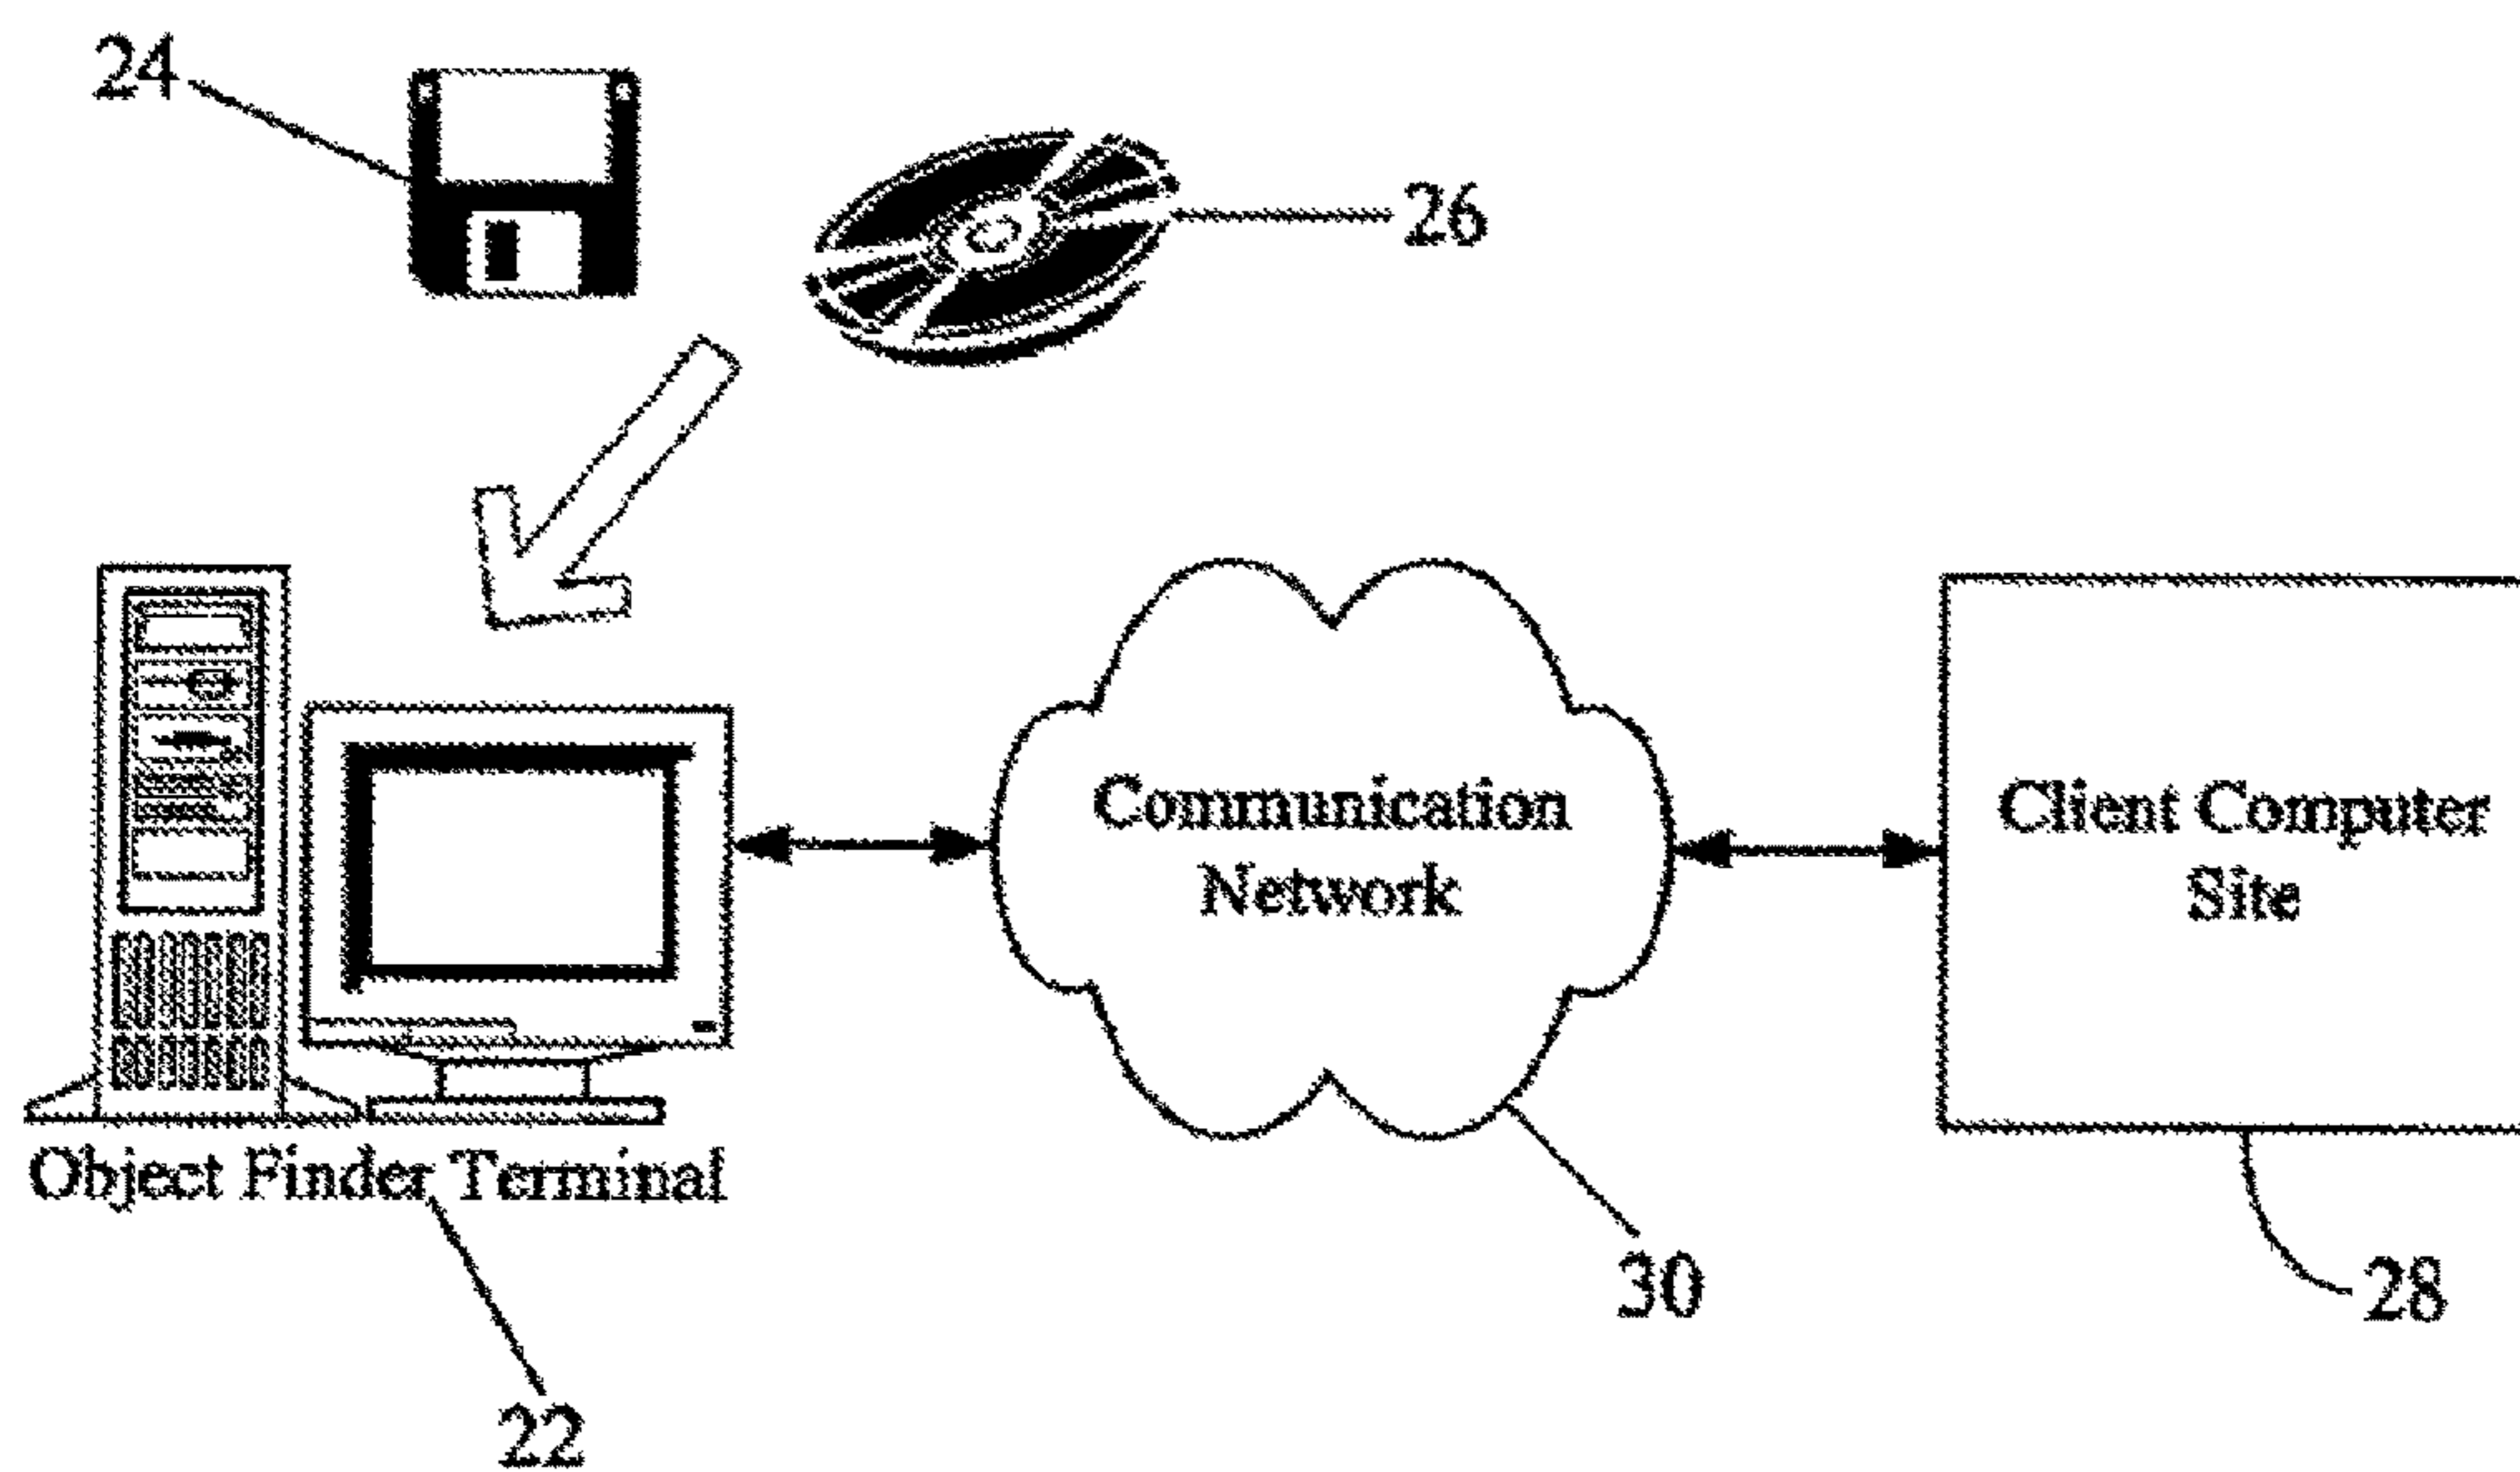 24
26
Communication
Network
Client Computer
Site
Object Finder Terminal
30
28
22